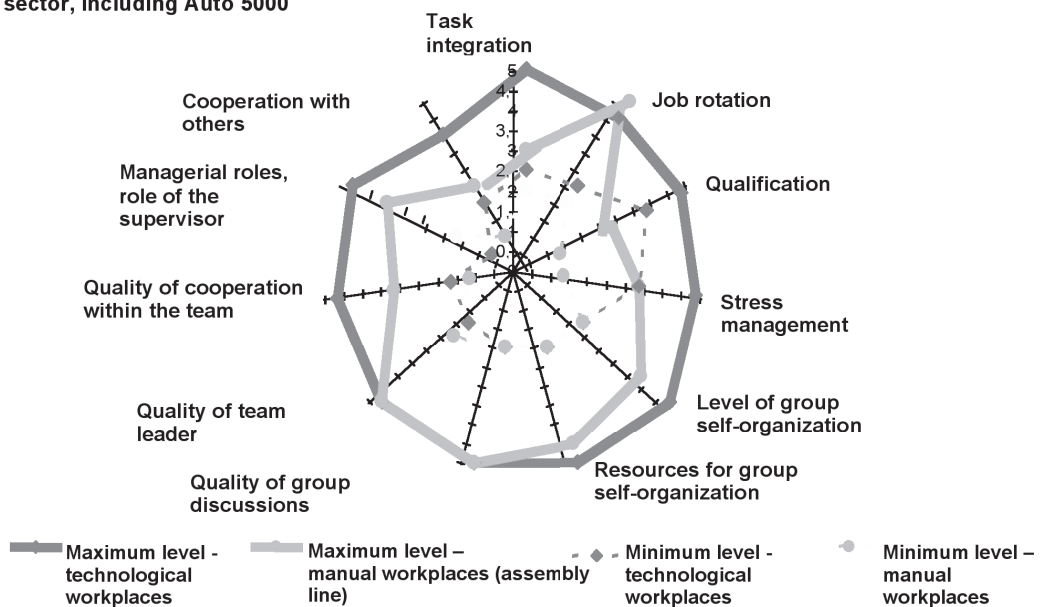 sector, including Auto 5000
Task
integration
Job rotation
Qualification
Stress
management
Level of group
self-organization
Resources for group
self-organization
Quality of group
discussions
Quality of team
leader
Quality of cooperation
within the team
Managerial roles,
role of the
supervisor
Cooperation with
others
5
4,
3,
3
2,
2
1,
0,
Maximum level -
technological
workplaces
Maximum level –
manual workplaces (assembly
line)
Minimum level -
technological
workplaces
Minimum level –
manual
workplaces